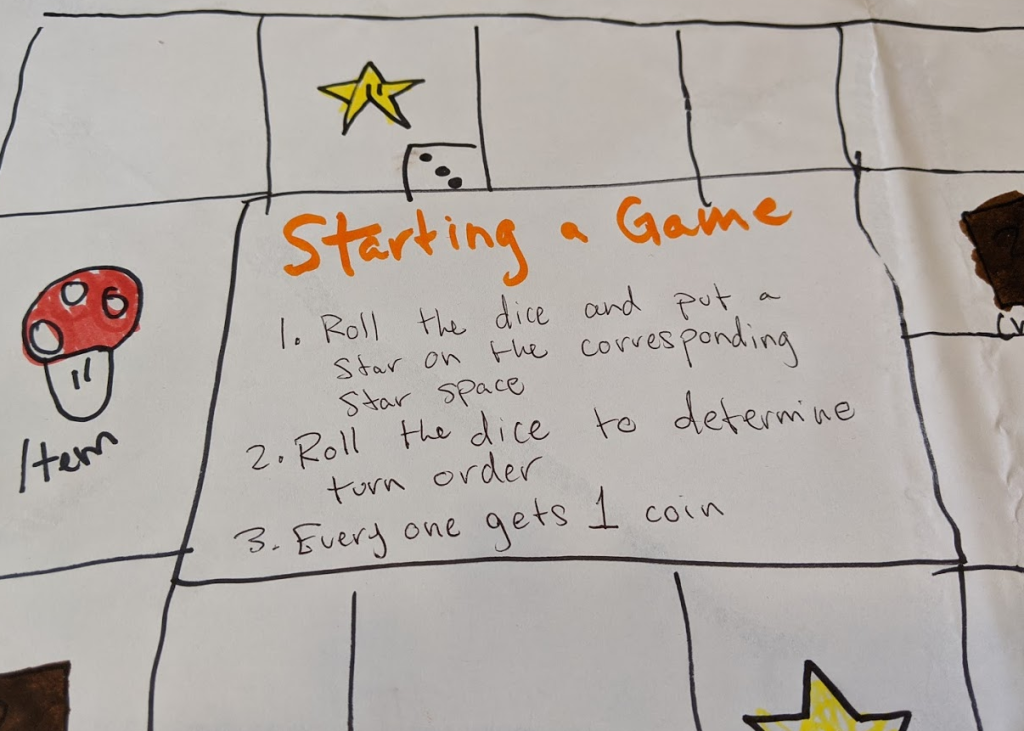 Starting a Game
1. Roll the dice and put a
star on the corresponding
star space
2. Roll the dice to determine
turn order
3. Every one gets 1 coin
Item